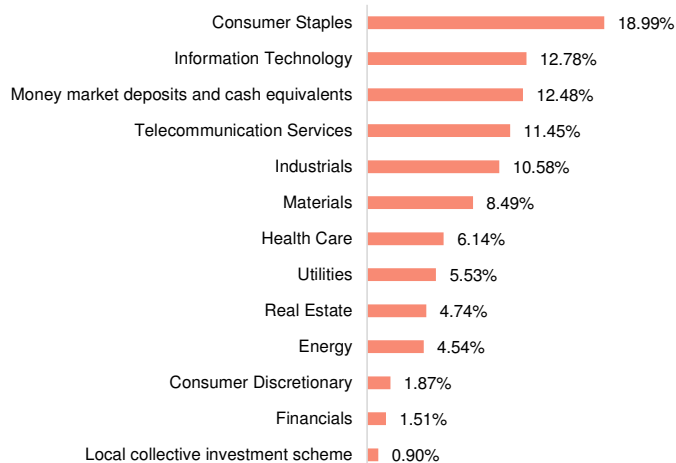 Consumer Staples 18.99%
Information Technology 12.78%
Money market deposits and cash equivalents 12.48%
Telecommunication Services 11.45%
Industrials 10.58%
Materials 8.49%
Health Care 6.14%
Utilities 5.53%
Real Estate 4.74%
Energy 4.54%
Consumer Discretionary 1.87%
Financials 1.51%
Local collective investment scheme 0.90%